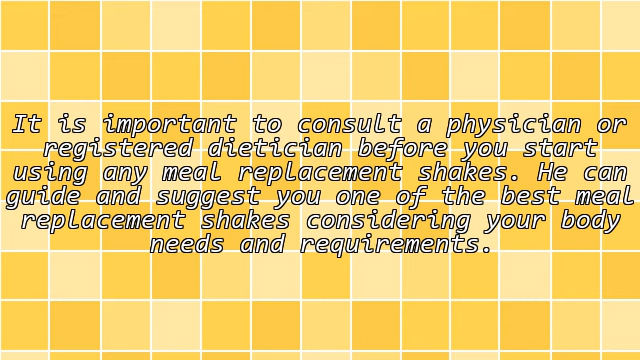 It is important to consult a physician or
registered dietician before you start
using any meal replacement shakes. He can
guide and suggest you one of the best meal
replacement shakes considering your body
needs and requirements.